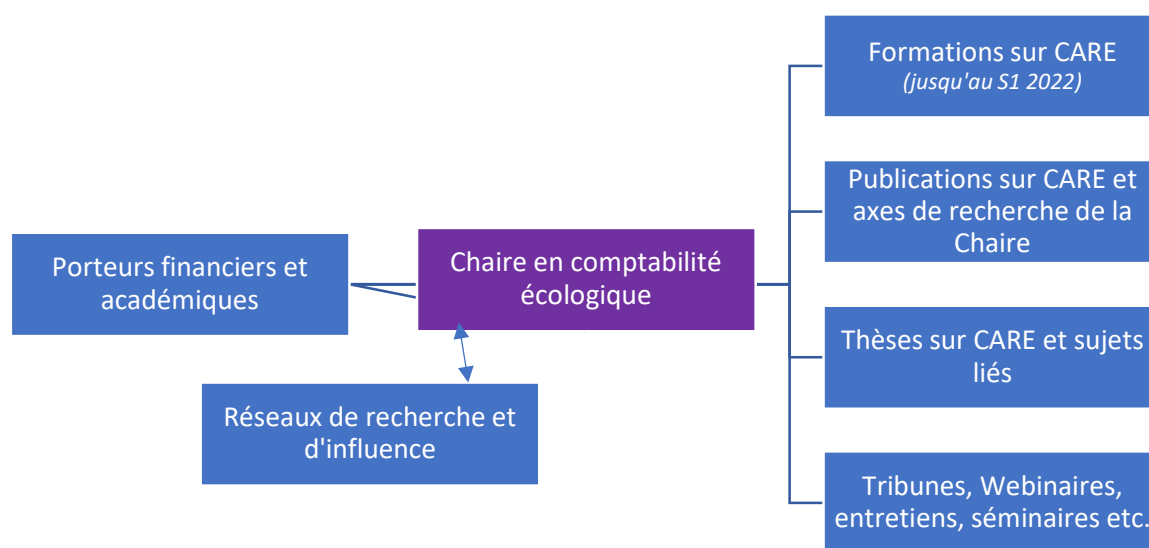 Formations sur CARE
(jusqu'au S1 2022)
Publications sur CARE et
axes de recherche de la
Chaire
Porteurs financiers et
académiques
Chaire en comptabilité
écologique
Thèses sur CARE et sujets
liés
Réseaux de recherche et
d'influence
Tribunes, Webinaires,
entretiens, séminaires etc.